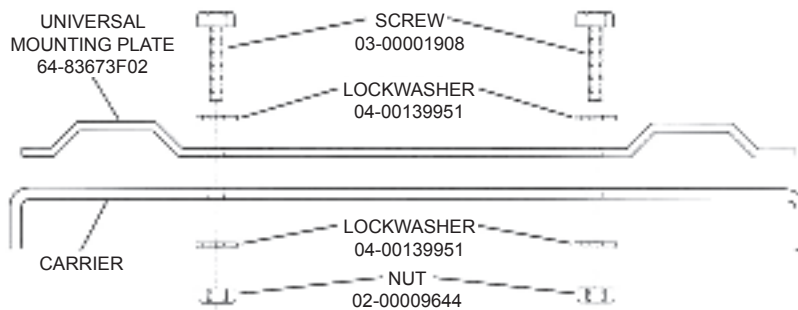 UNIVERSAL
MOUNTING PLATE
64-83673F02
SCREW
03-00001908
LOCKWASHER
04-00139951
LOCKWASHER
04-00139951
CARRIER
NUT
02-00009644